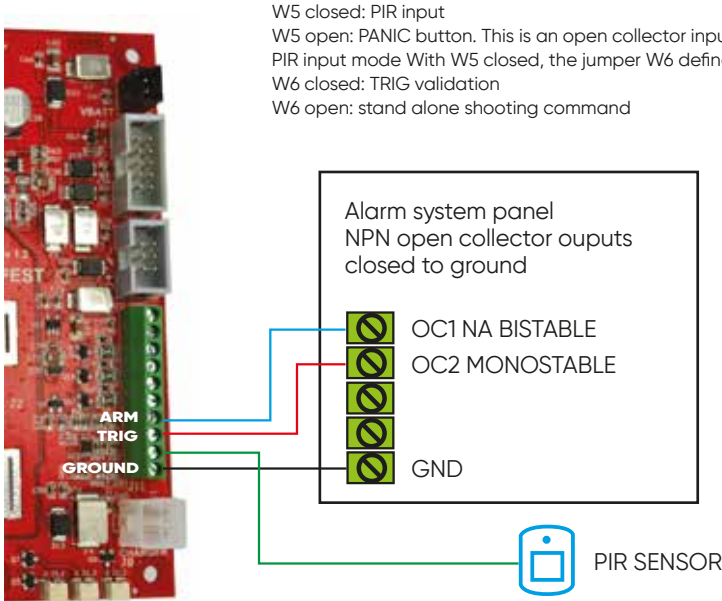 W5 closed: PIR input
W5 open: PANIC button. This is an open collector inpu
PIR input mode With W5 closed, the jumper W6 define
W6 closed: TRIG validation
W6 open: stand alone shooting command
VBATT
Alarm system panel
NPN open collector ouputs
closed to ground
OC1 NA BISTABLE
OC2 MONOSTABLE
ARM
TRIG
GROUND
GND
PIR SENSOR